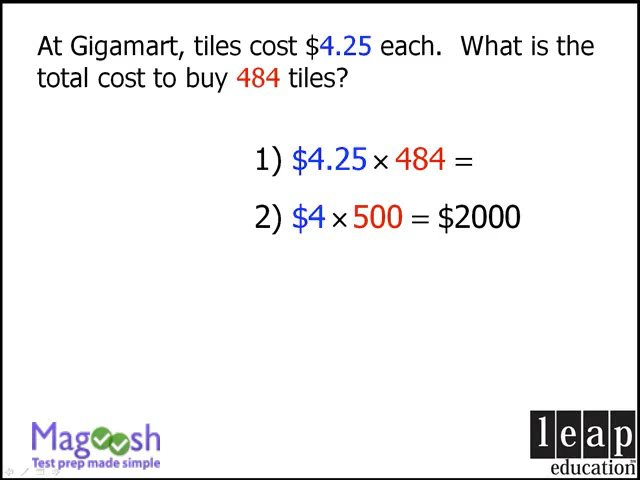 At Gigamart, tiles cost $4.25 each. What is the
total cost to buy 484 tiles?
1) $4.25 × 484 =
2) $4 × 500 = $2000
Magoosh
Test prep made simple
leap
education